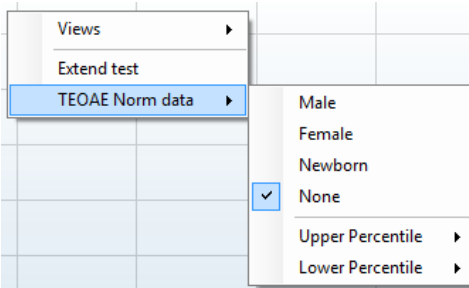 Views
Extend test
TEOAE Norm data
Male
Female
Newborn
None
Upper Percentile
Lower Percentile